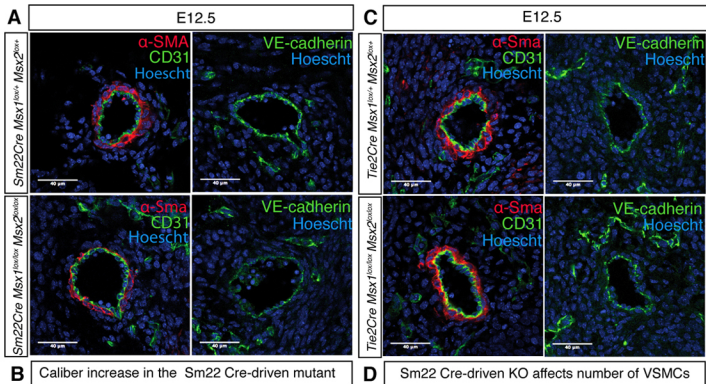 A
E12.5
Sm22Cre Msx1lox/+ Msx2lox+
α-SMA
CD31
Hoescht
40 µm
VE-cadherin
Hoescht
40 µm
Sm22Cre Msx1lox/lox Msx2lox/lox
α-Sma
CD31
Hoescht
40 µm
VE-cadherin
Hoescht
40 µm
B
Caliber increase in the Sm22 Cre-driven mutant
C
E12.5
Tie2Cre Msx1lox/+ Msx2lox+
α-Sma
CD31
Hoescht
40 µm
VE-cadherin
Hoescht
40 µm
Tie2Cre Msx1lox/lox Msx2lox/lox
α-Sma
CD31
Hoescht
40 µm
VE-cadherin
Hoescht
40 µm
D
Sm22 Cre-driven KO affects number of VSMCs